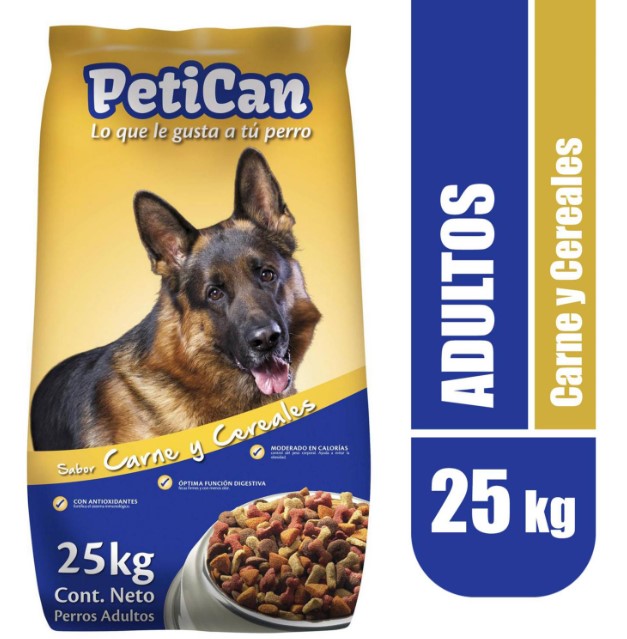 PetiCan
Lo que le gusta a tú perro
Sabor Carne y Cereales
MODERADO EN CALORÍAS
ÓPTIMA FUNCIÓN DIGESTIVA
CON ANTIOXIDANTES
25kg
Cont. Neto
Perros Adultos
ADULTOS
Carne y Cereales
25 kg